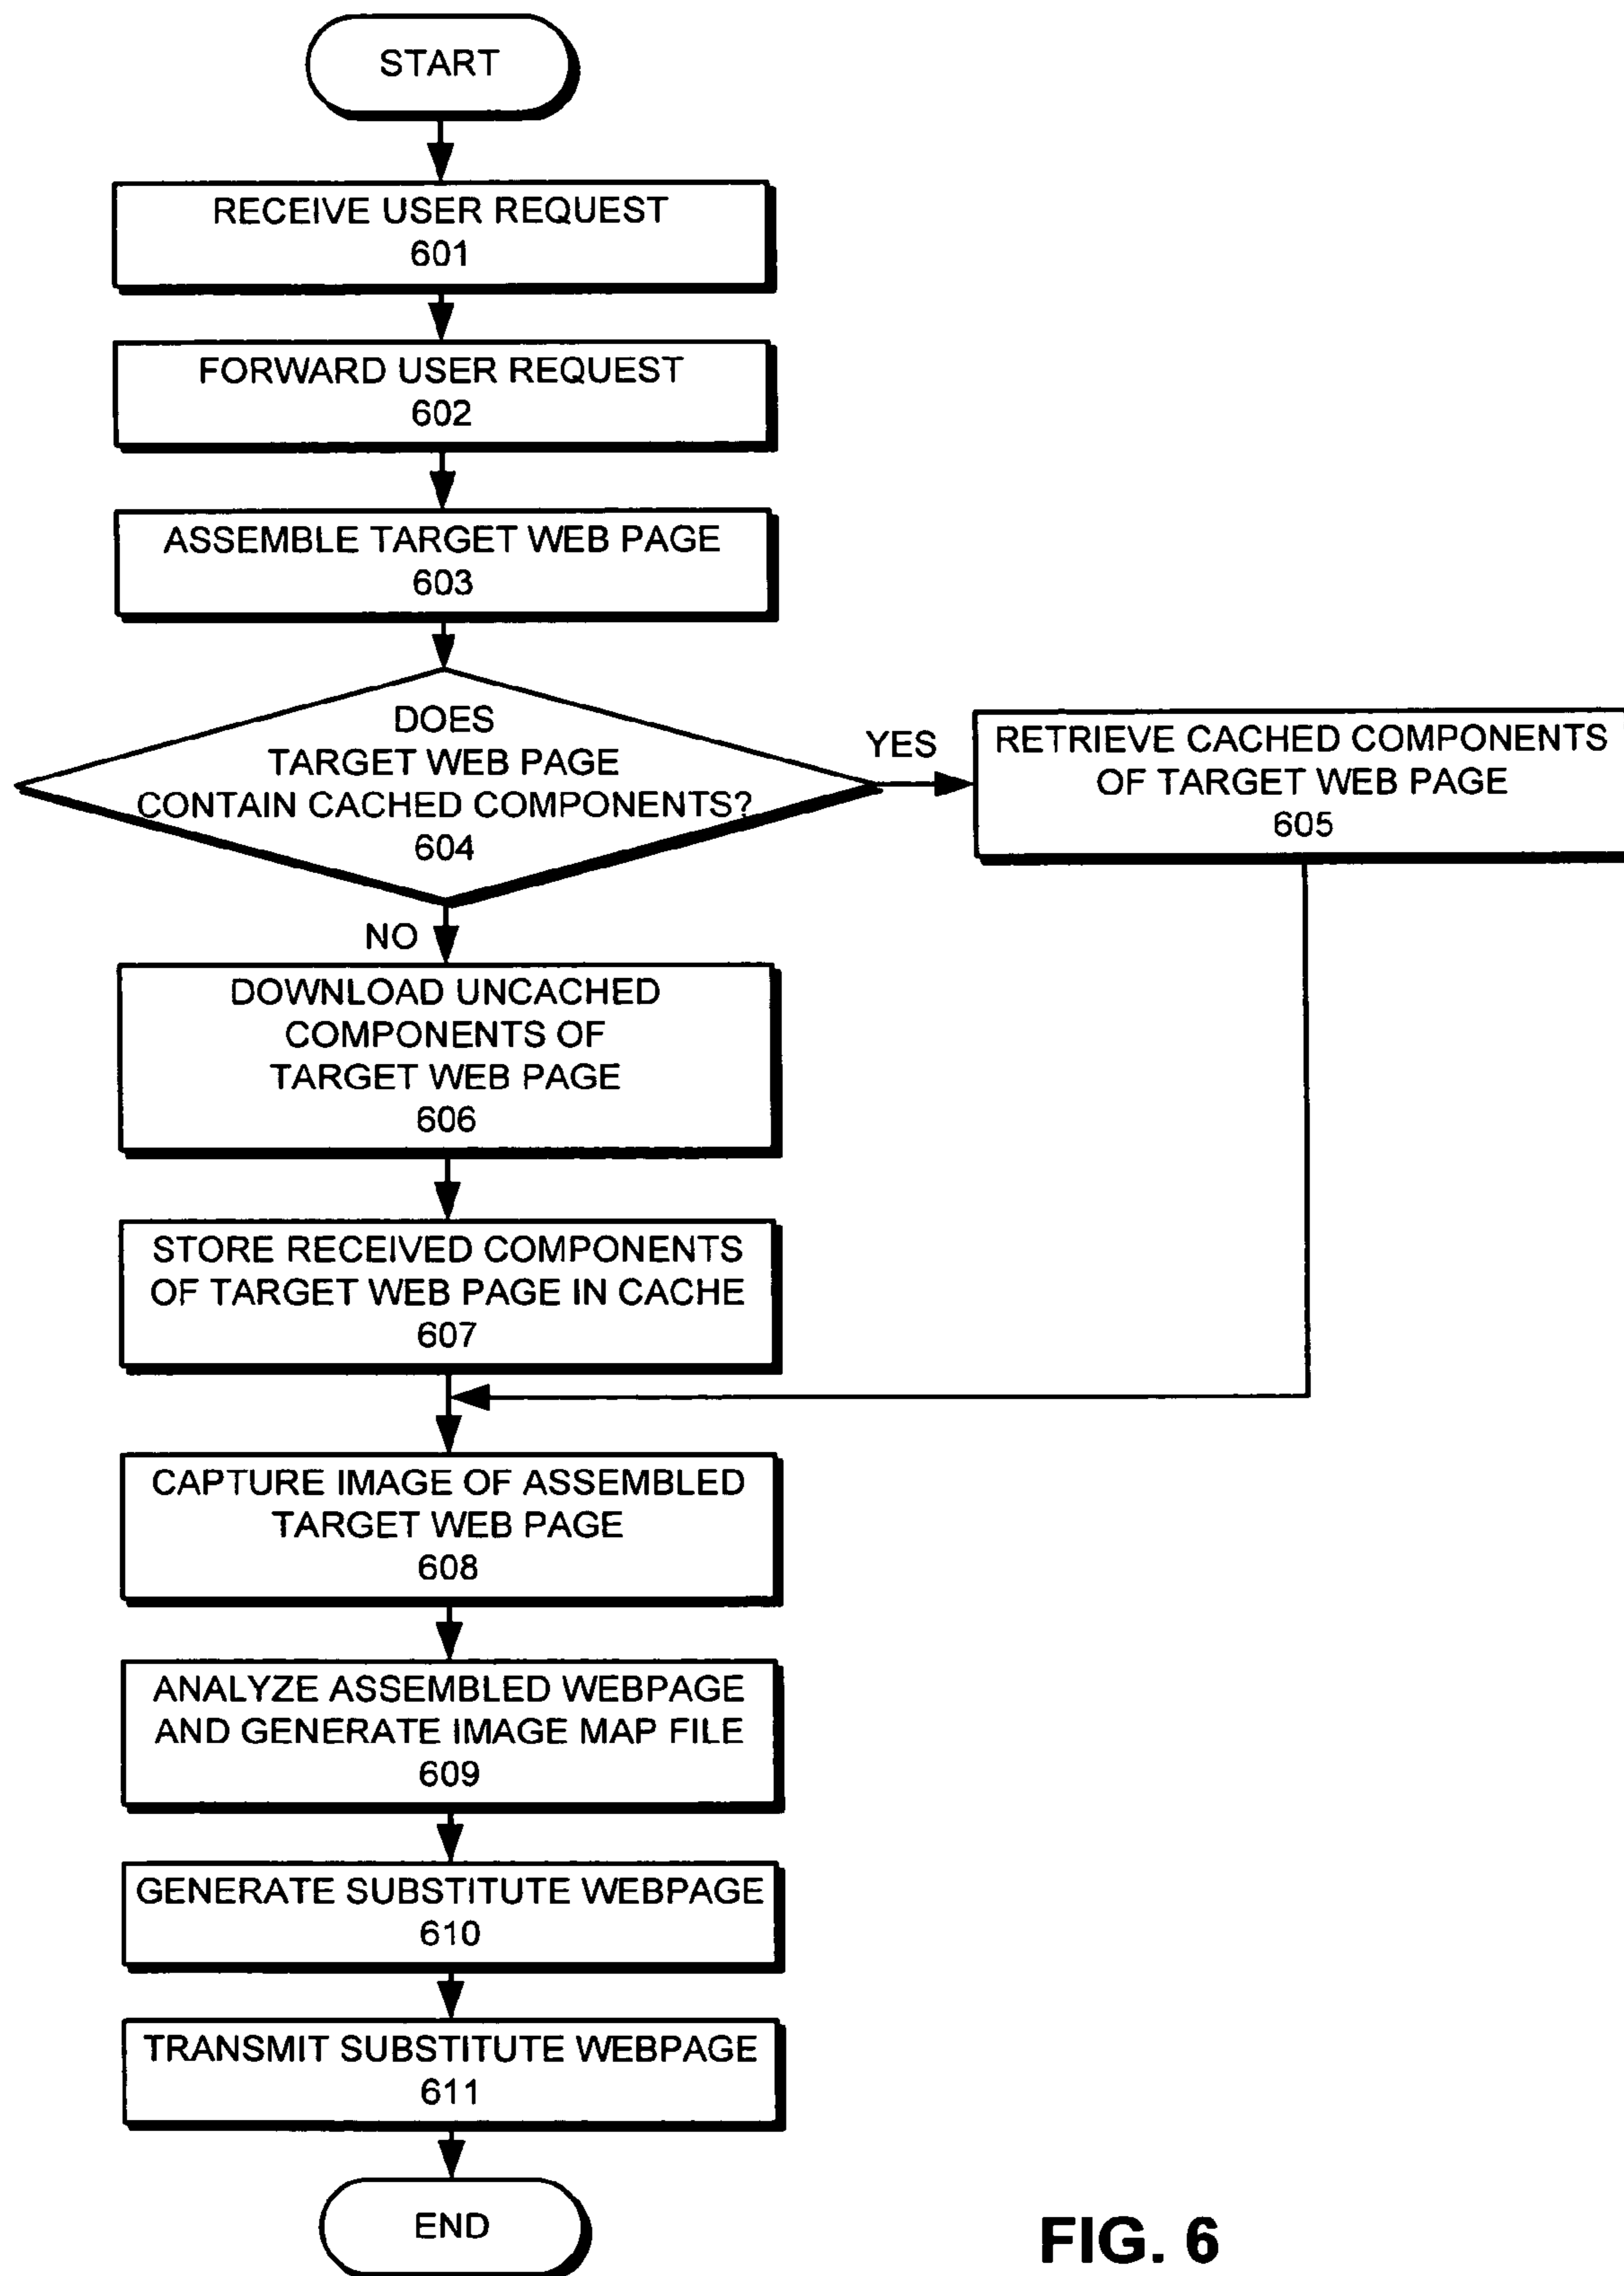 START
RECEIVE USER REQUEST
601
FORWARD USER REQUEST
602
ASSEMBLE TARGET WEB PAGE
603
DOES
TARGET WEB PAGE
CONTAIN CACHED COMPONENTS?
604
YES
RETRIEVE CACHED COMPONENTS
OF TARGET WEB PAGE
605
NO
DOWNLOAD UNCACHED
COMPONENTS OF
TARGET WEB PAGE
606
STORE RECEIVED COMPONENTS
OF TARGET WEB PAGE IN CACHE
607
CAPTURE IMAGE OF ASSEMBLED
TARGET WEB PAGE
608
ANALYZE ASSEMBLED WEBPAGE
AND GENERATE IMAGE MAP FILE
609
GENERATE SUBSTITUTE WEBPAGE
610
TRANSMIT SUBSTITUTE WEBPAGE
611
END
FIG. 6